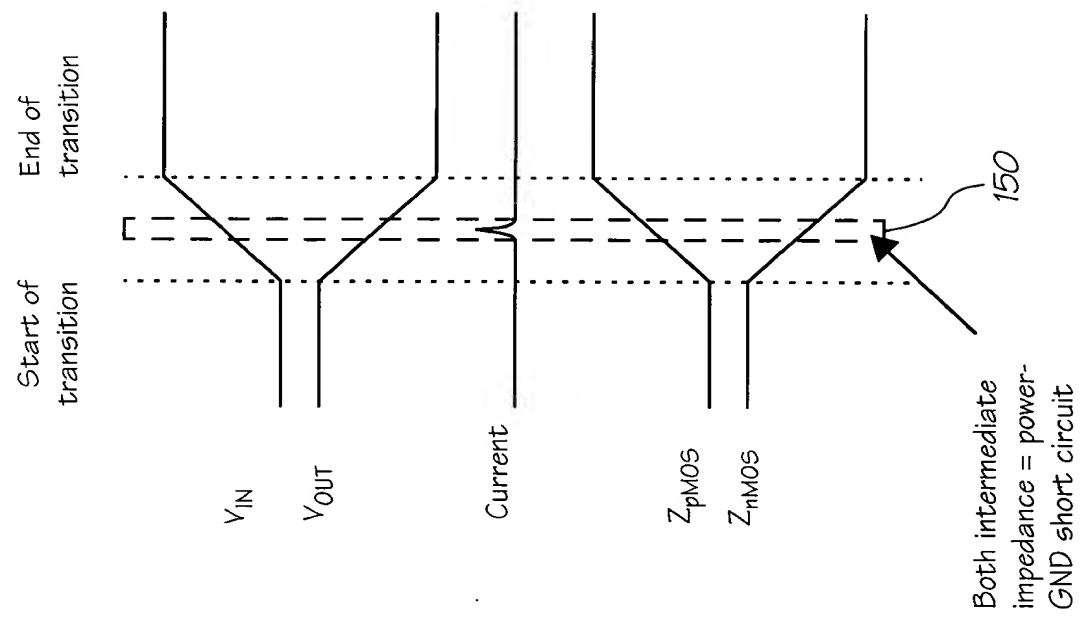 Start of
transition
End of
transition
V_IN
V_OUT
Current
Z_pMOS
Z_nMOS
150
Both intermediate
impedance = power-
GND short circuit